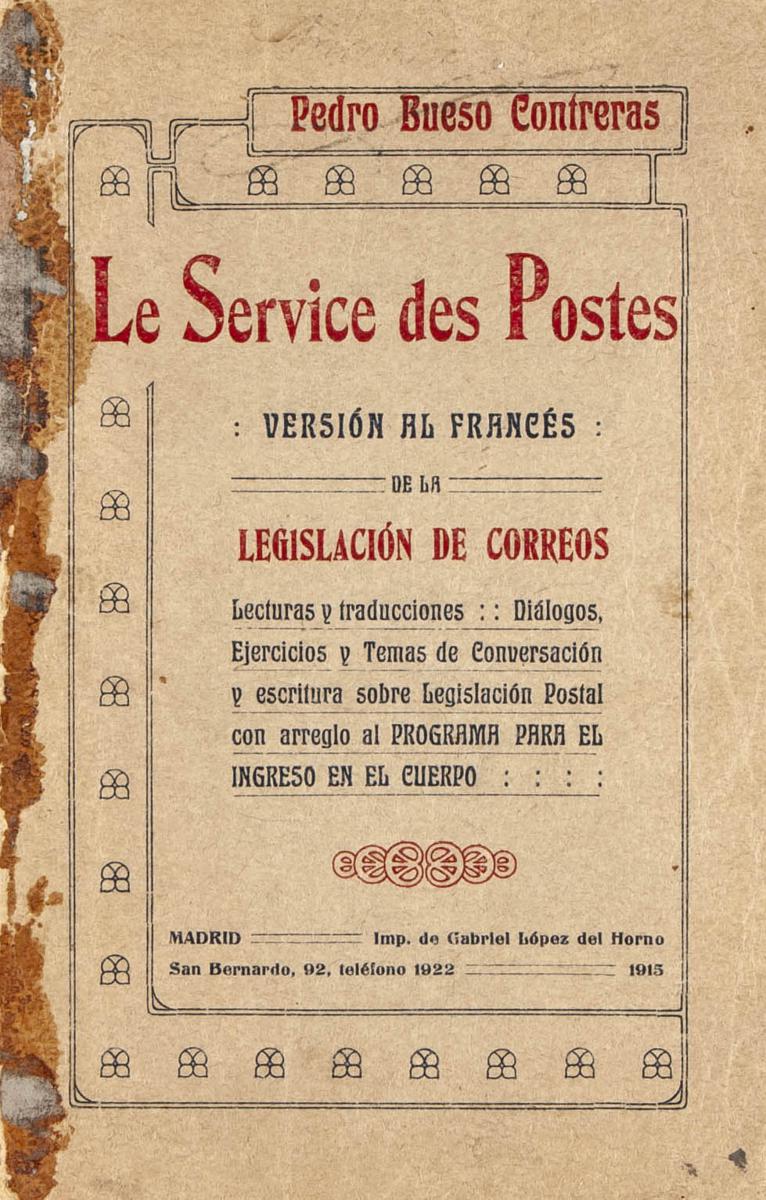 Pedro Bueso Contreras
Le Service des Postes
: VERSIÓN AL FRANCÉS :
DE LA
LEGISLACIÓN DE CORREOS
Lecturas y traducciones : : Diálogos,
Ejercicios y Temas de Conversación
y escritura sobre Legislación Postal
con arreglo al PROGRAMA PARA EL
INGRESO EN EL CUERPO : : : :
MADRID Imp. de Gabriel López del Horno
San Bernardo, 92, teléfono 1922 1915